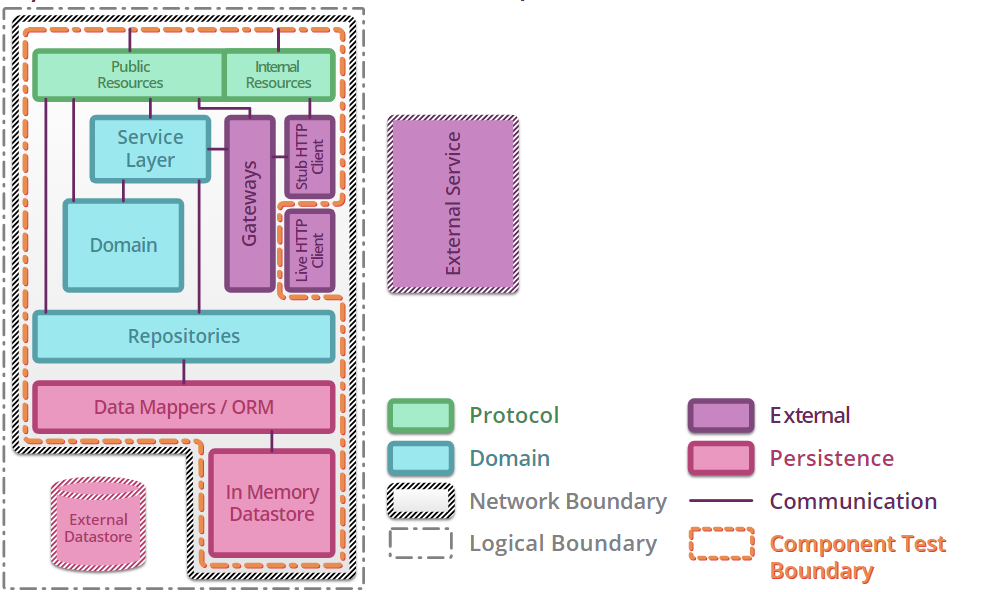 Public
Resources
Internal
Resources
Service
Layer
Gateways
Stub HTTP
Client
Live HTTP
Client
Domain
Repositories
Data Mappers / ORM
In Memory
Datastore
External
Datastore
External Service
Protocol
Domain
Network Boundary
Logical Boundary
External
Persistence
Communication
Component Test
Boundary